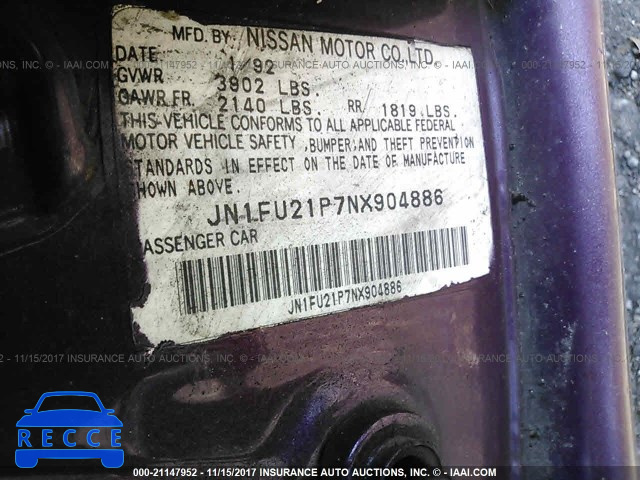 MFD. BY NISSAN MOTOR CO., LTD.
DATE 92
GVWR 3902 LBS.
GAWR FR. 2140 LBS. RR. 1819 LBS.
THIS VEHICLE CONFORMS TO ALL APPLICABLE FEDERAL
MOTOR VEHICLE SAFETY ,BUMPER,AND THEFT PREVENTION
STANDARDS IN EFFECT ON THE DATE OF MANUFACTURE
SHOWN ABOVE.
JN1FU21P7NX904886
PASSENGER CAR
JN1FU21P7NX904886
000-21147952 - 11/15/2017 INSURANCE AUTO AUCTIONS, INC. - © IAAI.COM
RECCE